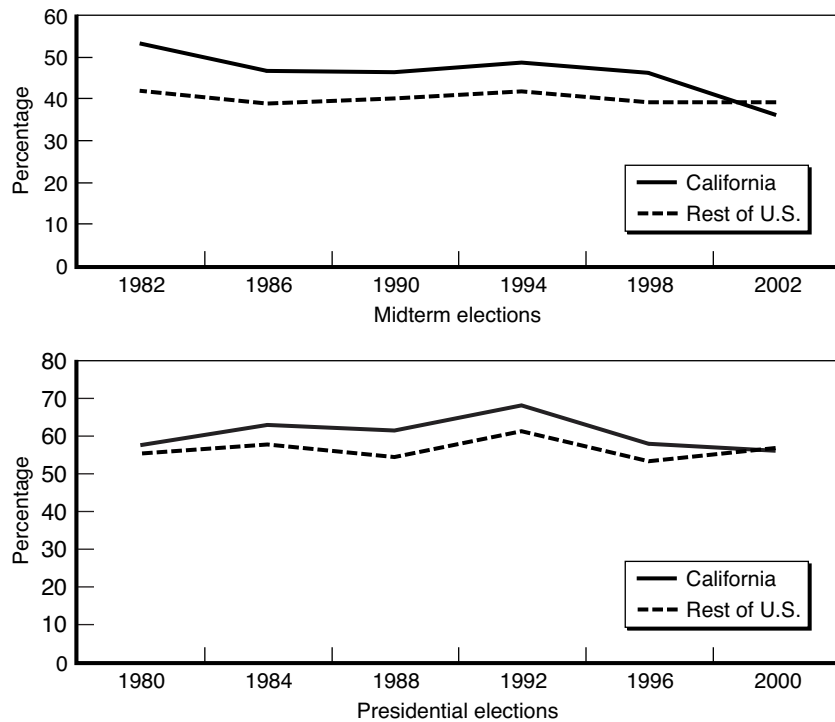 60
50
40
30
20
10
0
Percentage
California
Rest of U.S.
1982 1986 1990 1994 1998 2002
Midterm elections
80
70
60
50
40
30
20
10
0
Percentage
California
Rest of U.S.
1980 1984 1988 1992 1996 2000
Presidential elections